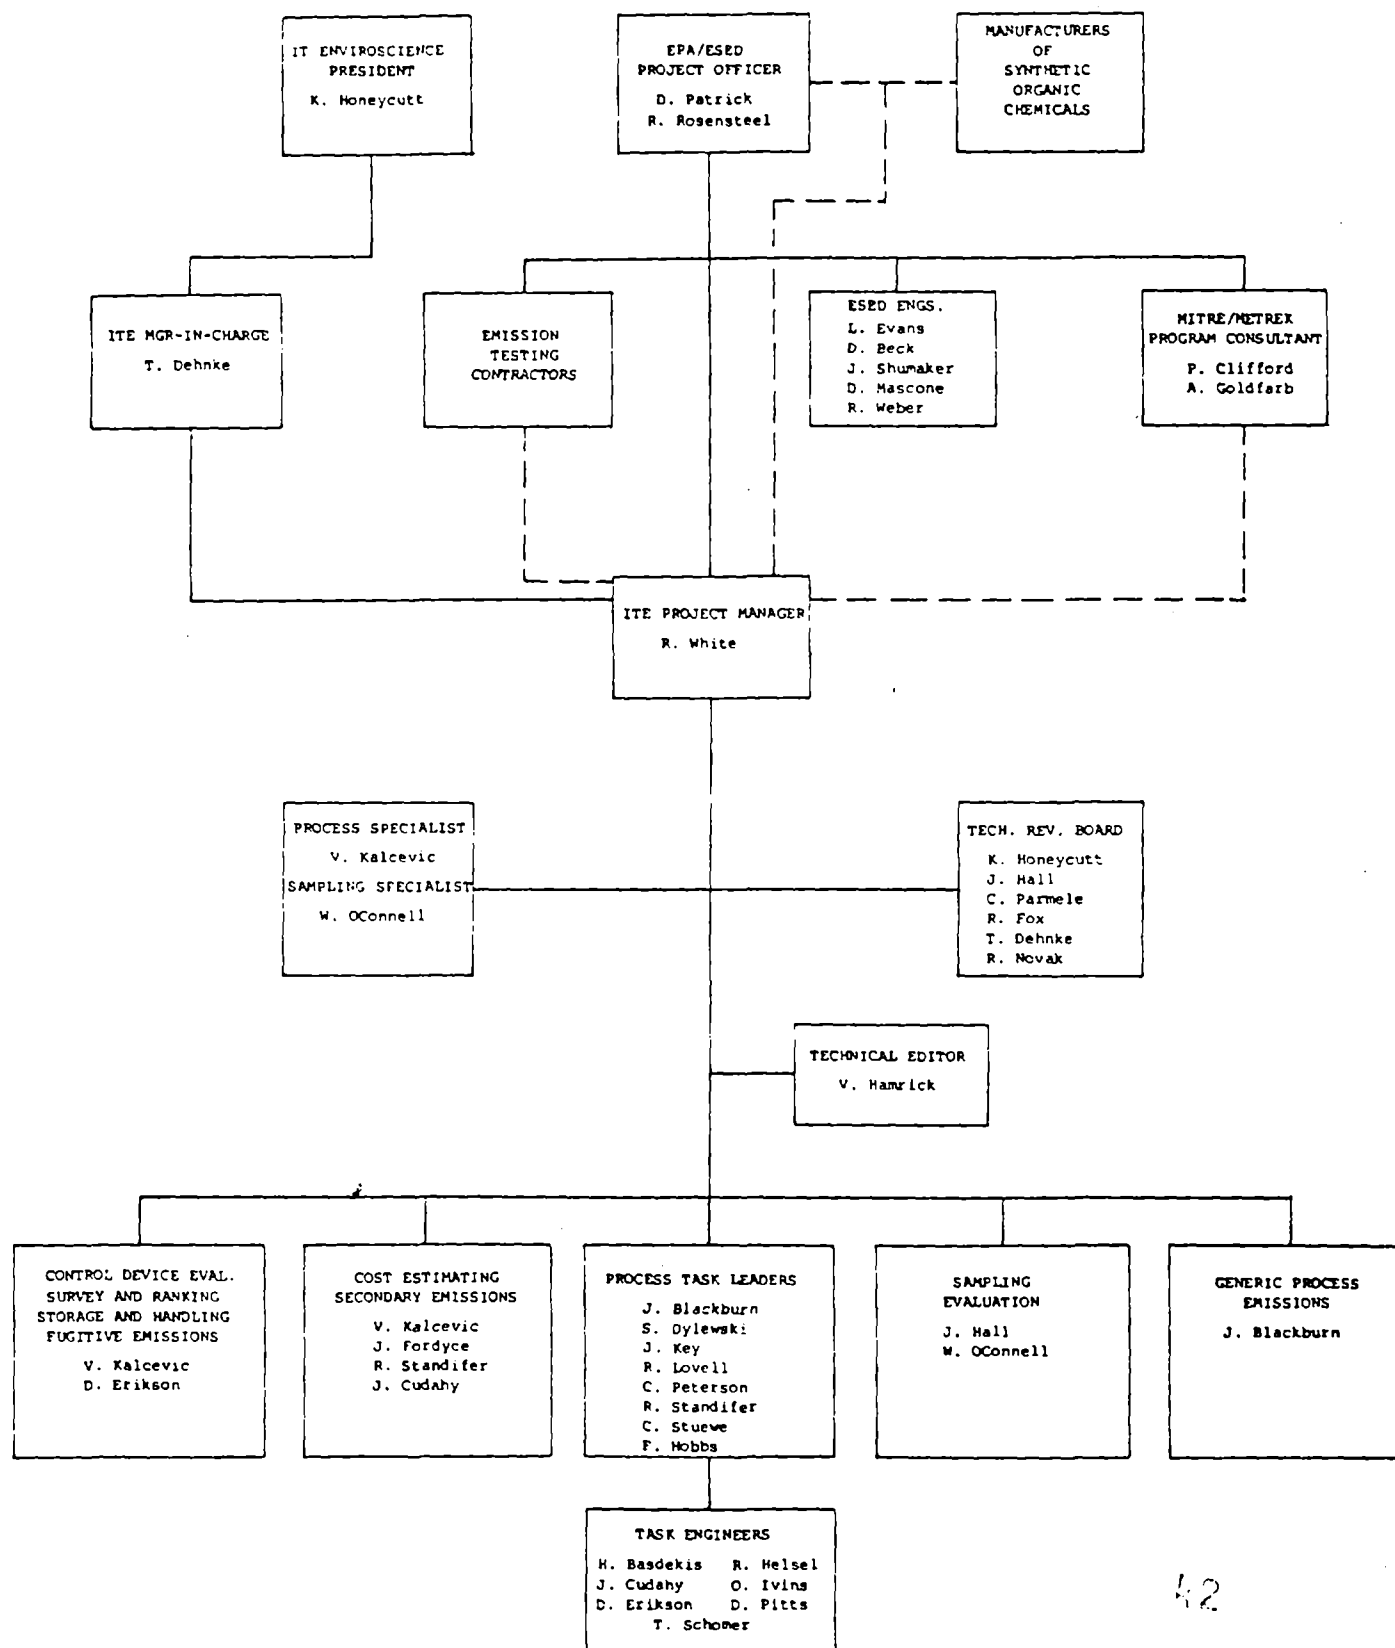 IT ENVIROSCIENCE
PRESIDENT
K. Honeycutt
EPA/ESED
PROJECT OFFICER
D. Patrick
R. Rosensteel
MANUFACTURERS
OF
SYNTHETIC
ORGANIC
CHEMICALS
ITE MGR-IN-CHARGE
T. Dehnke
EMISSION
TESTING
CONTRACTORS
ESED ENGS.
L. Evans
D. Beck
J. Shumaker
D. Mascone
R. Weber
MITRE/METREK
PROGRAM CONSULTANT
P. Clifford
A. Goldfarb
ITE PROJECT MANAGER
R. White
PROCESS SPECIALIST
V. Kalcevic
SAMPLING SPECIALIST
W. OConnell
TECH. REV. BOARD
K. Honeycutt
J. Hall
C. Parmele
R. Fox
T. Dehnke
R. Novak
TECHNICAL EDITOR
V. Hamrick
CONTROL DEVICE EVAL.
SURVEY AND RANKING
STORAGE AND HANDLING
FUGITIVE EMISSIONS
V. Kalcevic
D. Erikson
COST ESTIMATING
SECONDARY EMISSIONS
V. Kalcevic
J. Fordyce
R. Standifer
J. Cudahy
PROCESS TASK LEADERS
J. Blackburn
S. Dylewski
J. Key
R. Lovell
C. Peterson
R. Standifer
C. Stuewe
F. Hobbs
SAMPLING
EVALUATION
J. Hall
W. OConnell
GENERIC PROCESS
EMISSIONS
J. Blackburn
TASK ENGINEERS
H. Basdekis R. Helsel
J. Cudahy O. Ivins
D. Erikson D. Pitts
T. Schomer
42